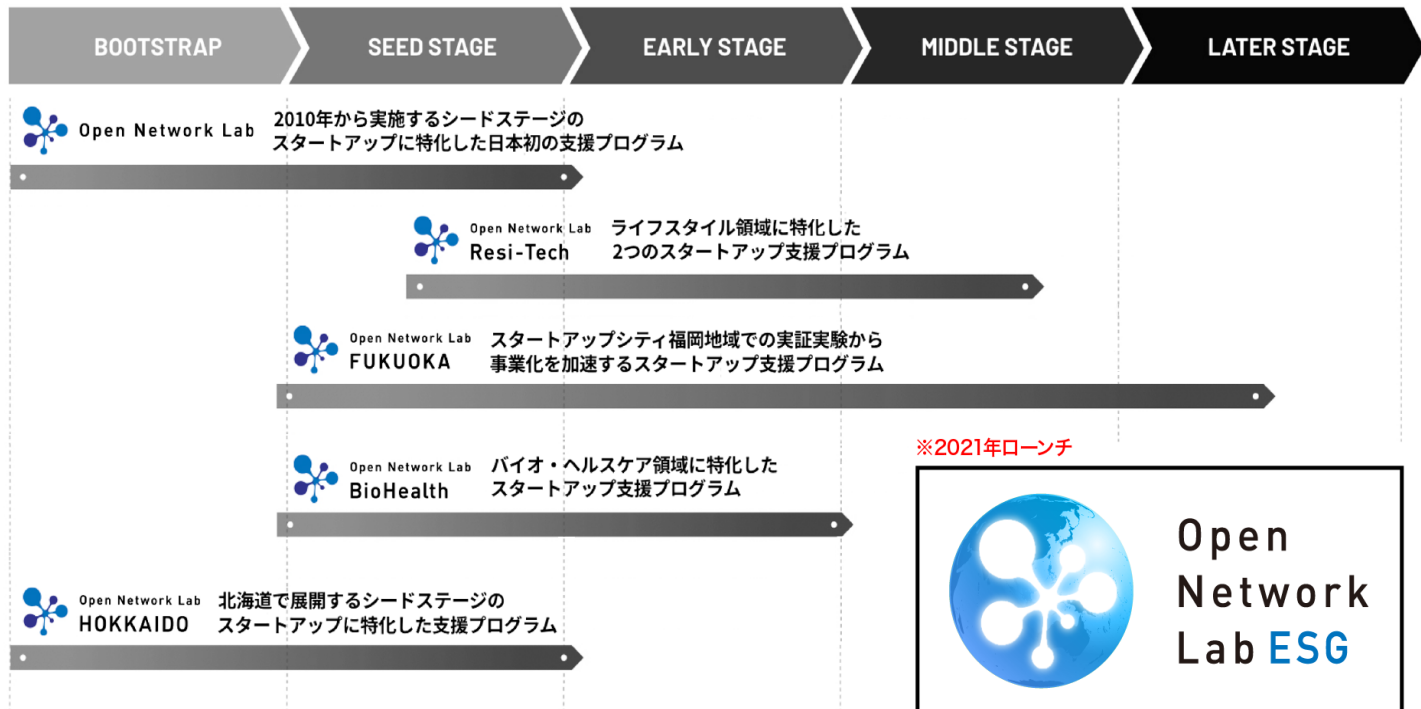 BOOTSTRAP
SEED STAGE
EARLY STAGE
MIDDLE STAGE
LATER STAGE
Open Network Lab
2010年から実施するシードステージの
スタートアップに特化した日本初の支援プログラム
Open Network Lab
Resi-Tech
ライフスタイル領域に特化した
2つのスタートアップ支援プログラム
Open Network Lab
FUKUOKA
スタートアップシティ福岡地域での実証実験から
事業化を加速するスタートアップ支援プログラム
Open Network Lab
BioHealth
バイオ・ヘルスケア領域に特化した
スタートアップ支援プログラム
Open Network Lab
HOKKAIDO
北海道で展開するシードステージの
スタートアップに特化した支援プログラム
※2021年ローンチ
Open
Network
Lab ESG